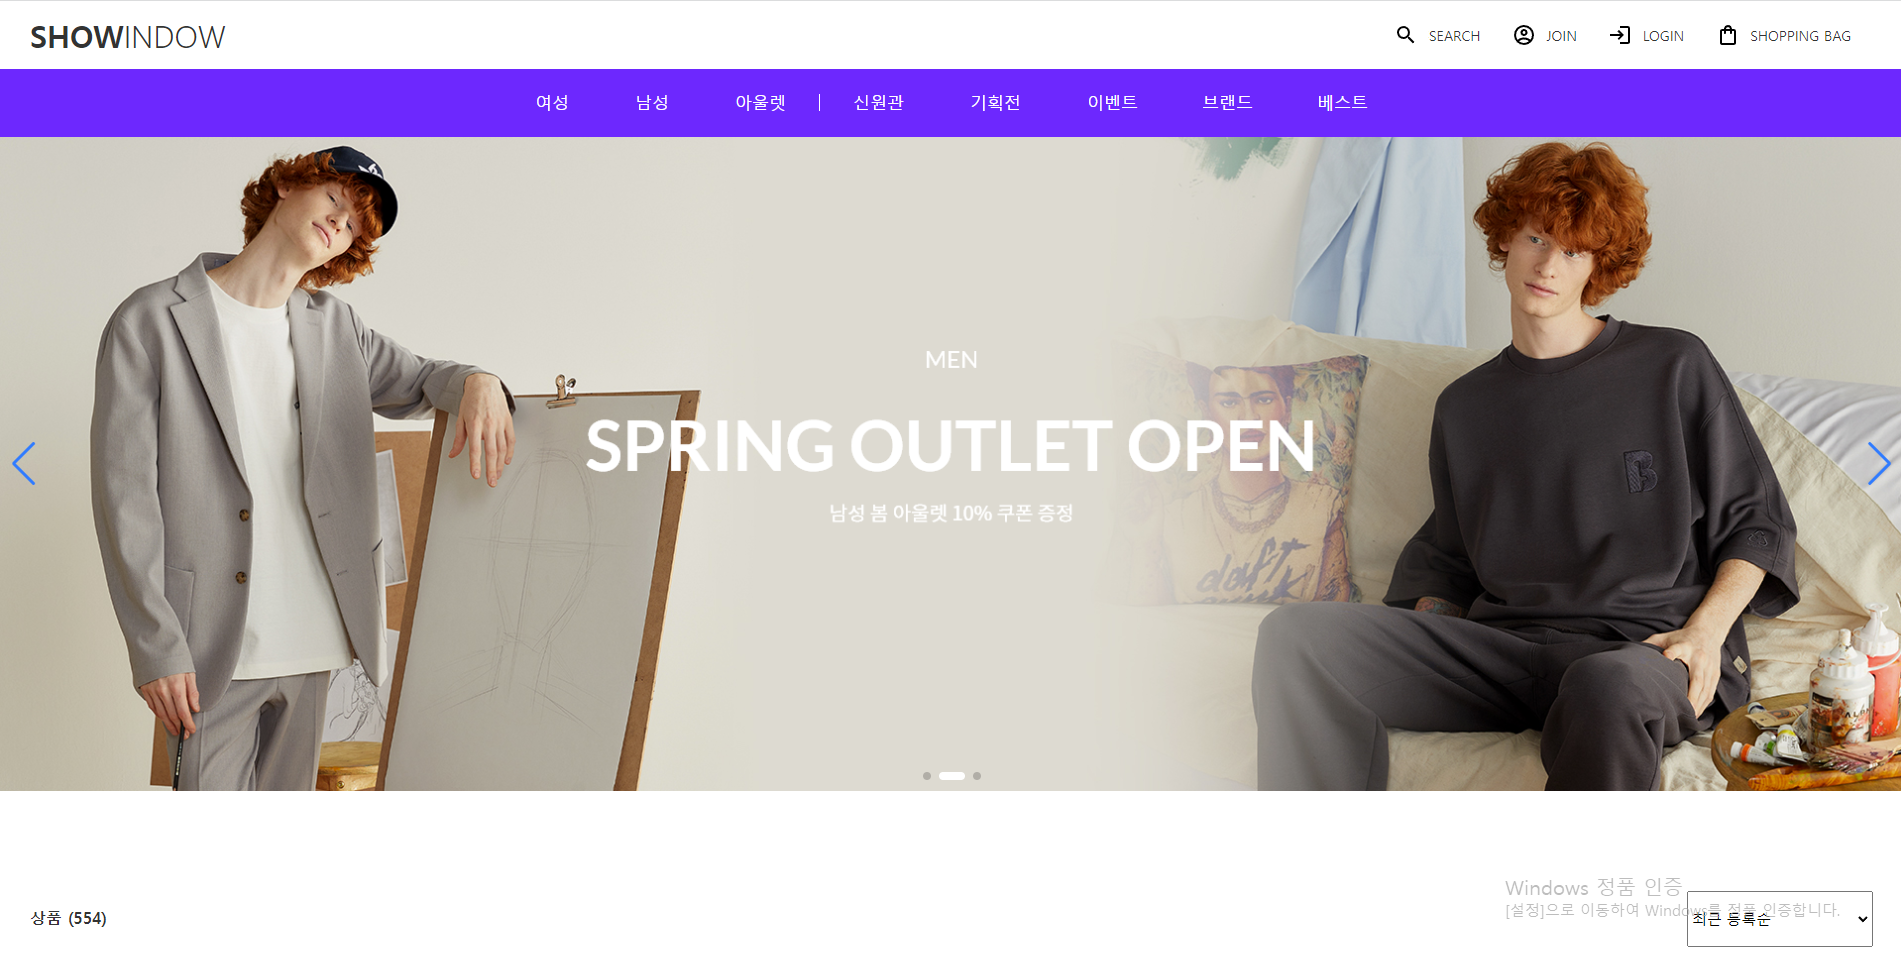 SHOWINDOW
SEARCH JOIN LOGIN SHOPPING BAG
여성 남성 아울렛 신원관 기획전 이벤트 브랜드 베스트
MEN
SPRING OUTLET OPEN
남성 봄 아울렛 10% 쿠폰 증정
B
daft
상품 (554)
Windows 정품 인증
[설정]으로 이동하여 Windows를 정품 인증합니다.
최근 등록순